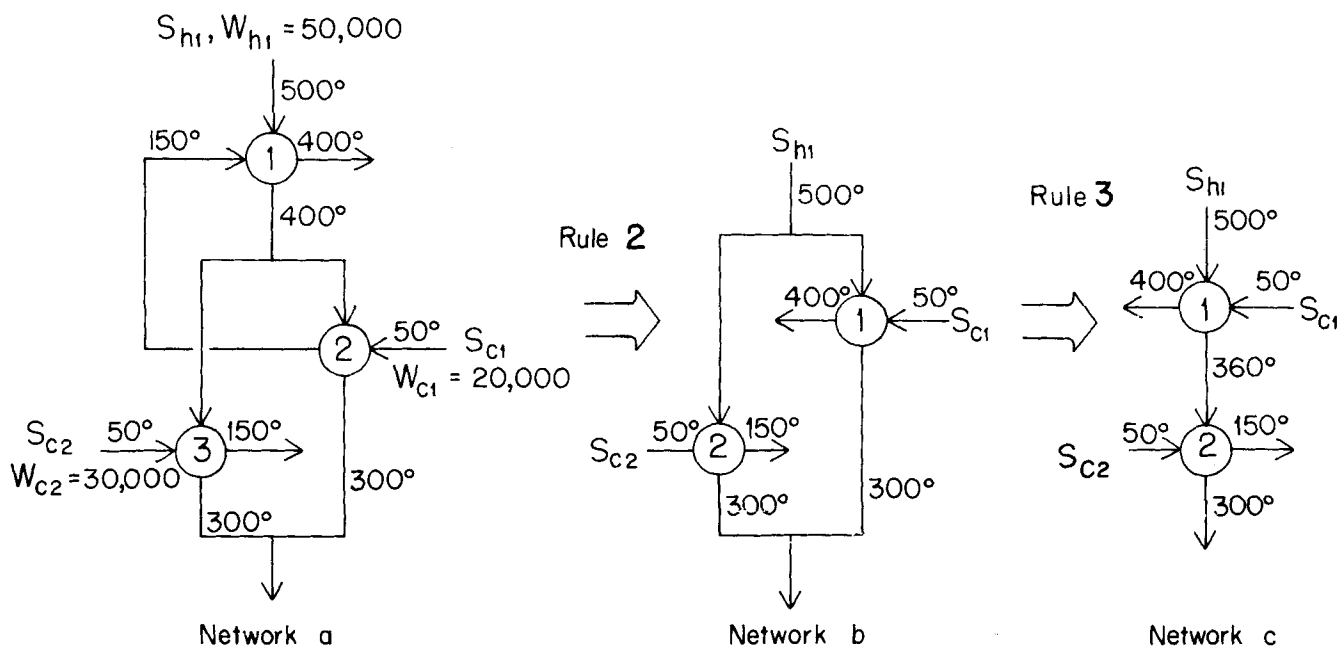 S_h1, W_h1 = 50,000
500°
150°
1
400°
400°
50°
2
S_c1
W_c1 = 20,000
S_c2
50°
3
150°
W_c2 = 30,000
300°
300°
Network a
Rule 2
S_h1
500°
400°
1
50°
S_c1
S_c2
50°
2
150°
300°
300°
Network b
Rule 3
S_h1
500°
400°
1
50°
S_c1
360°
S_c2
50°
2
150°
300°
Network c